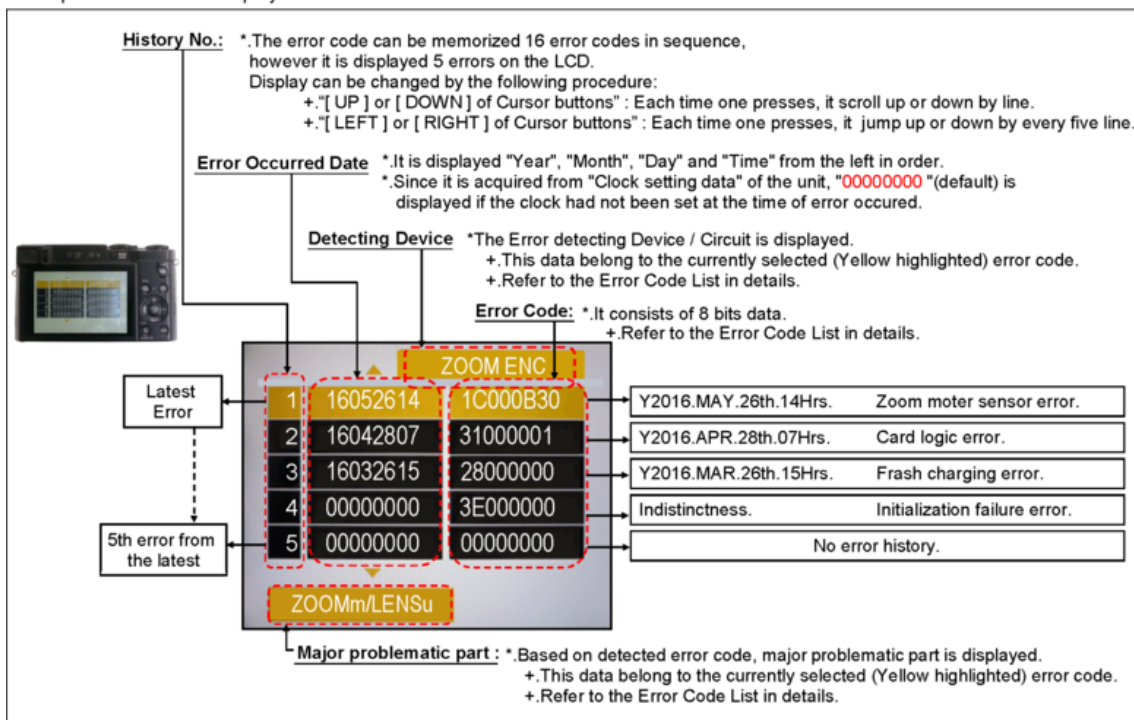 History No.: *.The error code can be memorized 16 error codes in sequence,
however it is displayed 5 errors on the LCD.
Display can be changed by the following procedure:
+."[ UP ] or [ DOWN ] of Cursor buttons" : Each time one presses, it scroll up or down by line.
+."[ LEFT ] or [ RIGHT ] of Cursor buttons" : Each time one presses, it jump up or down by every five line.
Error Occurred Date *.It is displayed "Year", "Month", "Day" and "Time" from the left in order.
*.Since it is acquired from "Clock setting data" of the unit, "00000000 "(default) is
displayed if the clock had not been set at the time of error occured.
Detecting Device *The Error detecting Device / Circuit is displayed.
+.This data belong to the currently selected (Yellow highlighted) error code.
+.Refer to the Error Code List in details.
Error Code: *.It consists of 8 bits data.
+.Refer to the Error Code List in details.
ZOOM ENC
Latest
Error
1 16052614 1C000B30 Y2016.MAY.26th.14Hrs. Zoom moter sensor error.
2 16042807 31000001 Y2016.APR.28th.07Hrs. Card logic error.
3 16032615 28000000 Y2016.MAR.26th.15Hrs. Frash charging error.
4 00000000 3E000000 Indistinctness. Initialization failure error.
5th error from
the latest
5 00000000 00000000 No error history.
ZOOMm/LENSu
Major problematic part : *.Based on detected error code, major problematic part is displayed.
+.This data belong to the currently selected (Yellow highlighted) error code.
+.Refer to the Error Code List in details.